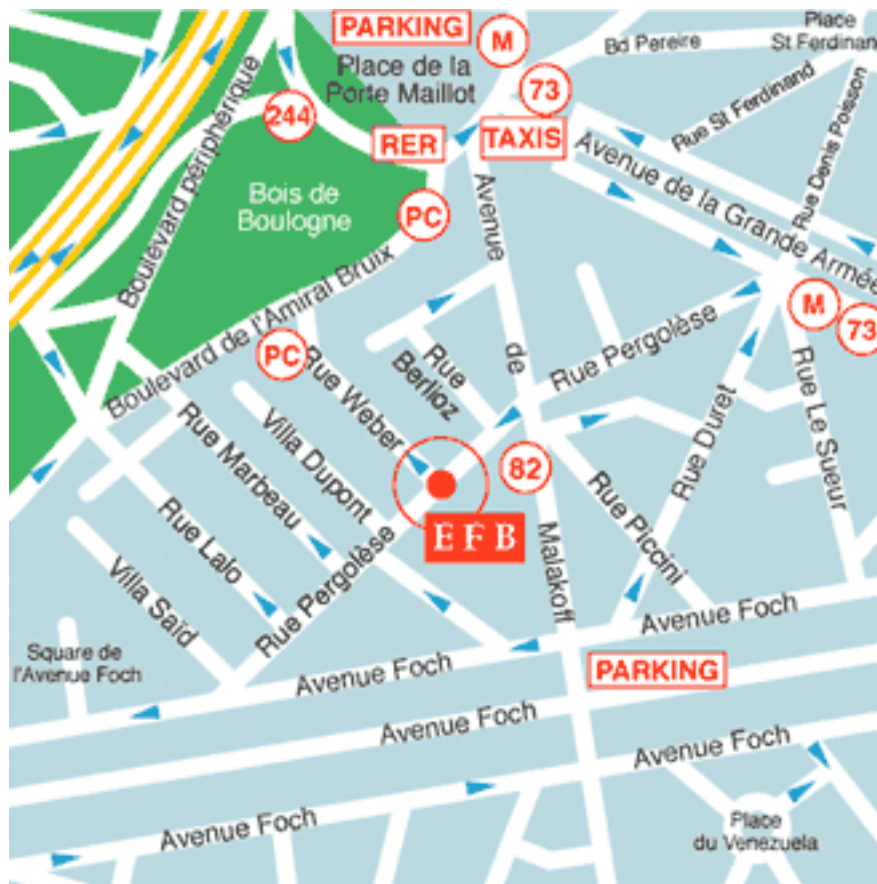 PARKING
M
Place de la
Porte Maillot
Bd Pereire
Place
St Ferdinand
73
244
RER
TAXIS
Rue St Ferdinand
Rue Denis Poisson
Boulevard périphérique
Bois de
Boulogne
PC
Avenue
de
Malakoff
Avenue de la Grande Armée
Boulevard de l'Amiral Bruix
PC
M
73
Rue Weber
Rue
Berlioz
Rue Pergolèse
Rue Le Sueur
Rue Marbeau
Villa Dupont
82
Rue Duret
Rue Piccini
Rue Lalo
Villa Saïd
Rue Pergolèse
E F B
Square de
l'Avenue Foch
Avenue Foch
Avenue Foch
PARKING
Avenue Foch
Avenue Foch
Avenue Foch
Place
du Venezuela